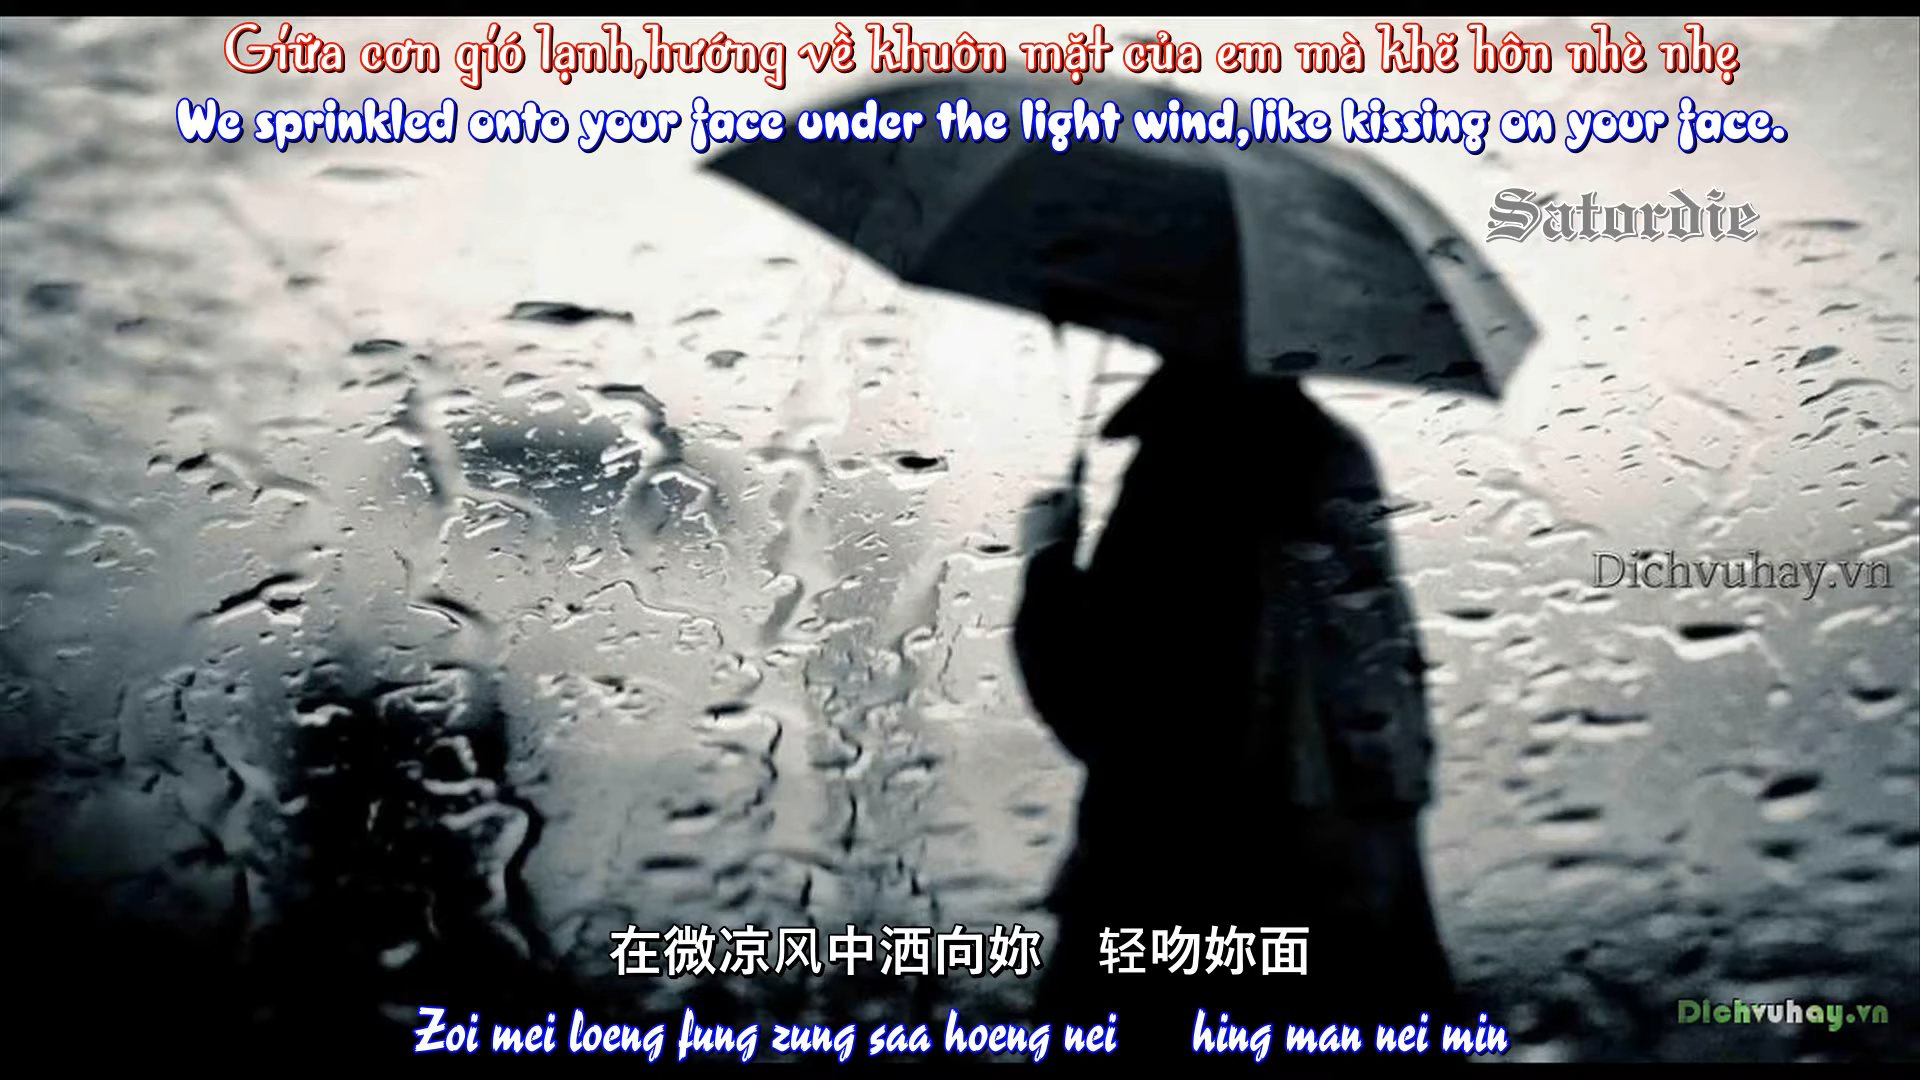 Giữa cơn gió lạnh,hướng về khuôn mặt của em mà khẽ hôn nhè nhẹ
We sprinkled onto your face under the light wind,like kissing on your face.
Satordie
Dichvuhay.vn
在微凉风中洒向妳 轻吻妳面
Dichvuhay.vn
Zoi mei loeng fung zung saa hoeng nei hing man nei min